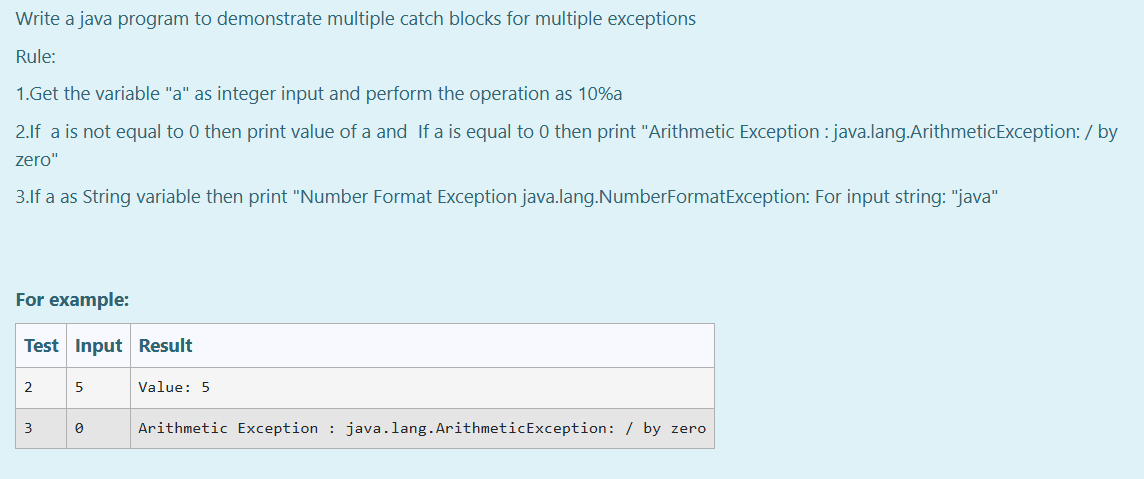 Write a java program to demonstrate multiple catch blocks for multiple exceptions
Rule:
1.Get the variable "a" as integer input and perform the operation as 10%a
2.If  a is not equal to 0 then print value of a and  If a is equal to 0 then print "Arithmetic Exception : java.lang.ArithmeticException: / by
zero"
3.If a as String variable then print "Number Format Exception java.lang.NumberFormatException: For input string: "java"
For example:
Test Input Result
2 5 Value: 5
3 0 Arithmetic Exception : java.lang.ArithmeticException: / by zero